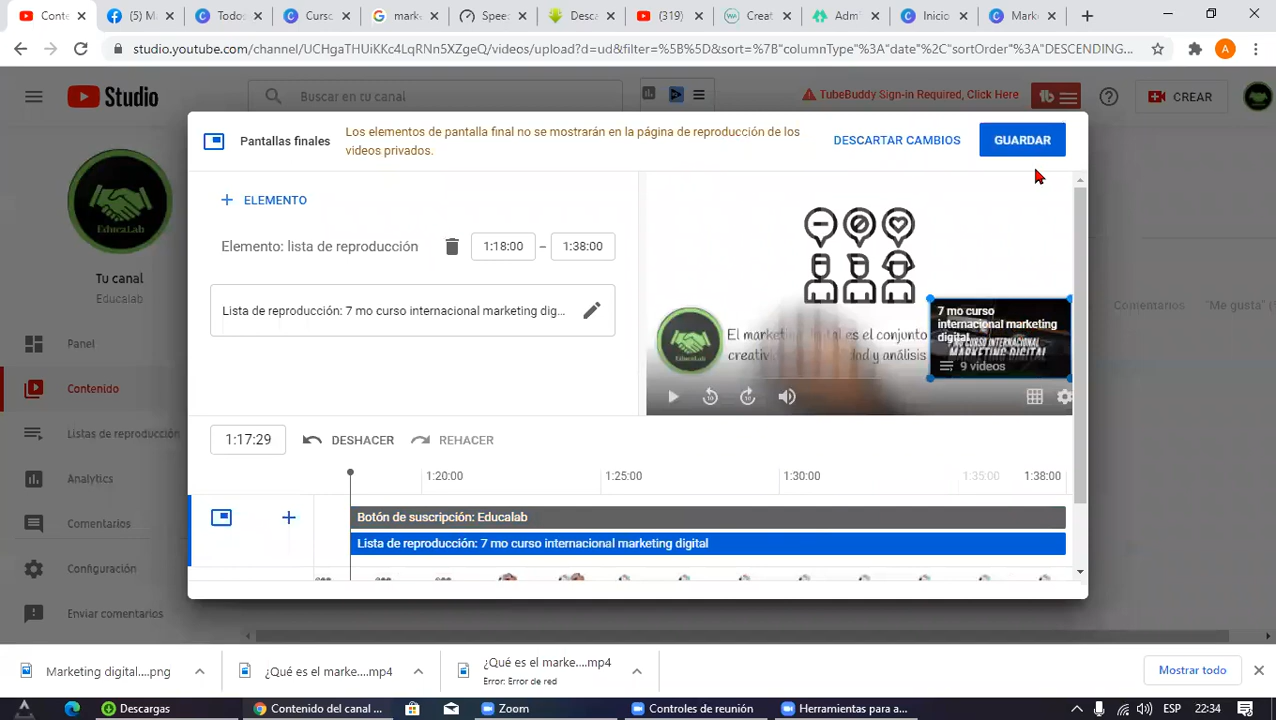 Conte
(5) M
Todo
Curso
mark
Spee
Desca
(319)
Creat
Admi
Inicio
Mark
studio.youtube.com/channel/UCHgaTHUiKKc4LqRNn5XZgeQ/videos/upload?d=ud&filter=%5B%5D&sort=%7B"columnType"%3A"date"%2C"sortOrder"%3A"DESCENDING...
A
Studio
Buscar en tu canal
TubeBuddy Sign-in Required, Click Here
CREAR
Pantallas finales
Los elementos de pantalla final no se mostrarán en la página de reproducción de los
videos privados.
DESCARTAR CAMBIOS
GUARDAR
ELEMENTO
Elemento: lista de reproducción
1:18:00 – 1:38:00
Lista de reproducción: 7 mo curso internacional marketing dig...
7 mo curso
internacional marketing
digital
9 videos
El marketing digital es el conjunto
MARKETING DIGITAL
EducaLab
EducaLab
Tu canal
Educalab
Panel
Contenido
Listas de reproducción
Analytics
Comentarios
Configuración
Enviar comentarios
Comentarios
"Me gusta" (
1:17:29
DESHACER
REHACER
1:20:00
1:25:00
1:30:00
1:35:00
1:38:00
Botón de suscripción: Educalab
Lista de reproducción: 7 mo curso internacional marketing digital
Marketing digital....png
¿Qué es el marke....mp4
¿Qué es el marke....mp4
Error: Error de red
Mostrar todo
Descargas
Contenido del canal ...
Zoom
Controles de reunión
Herramientas para a...
ESP
22:34